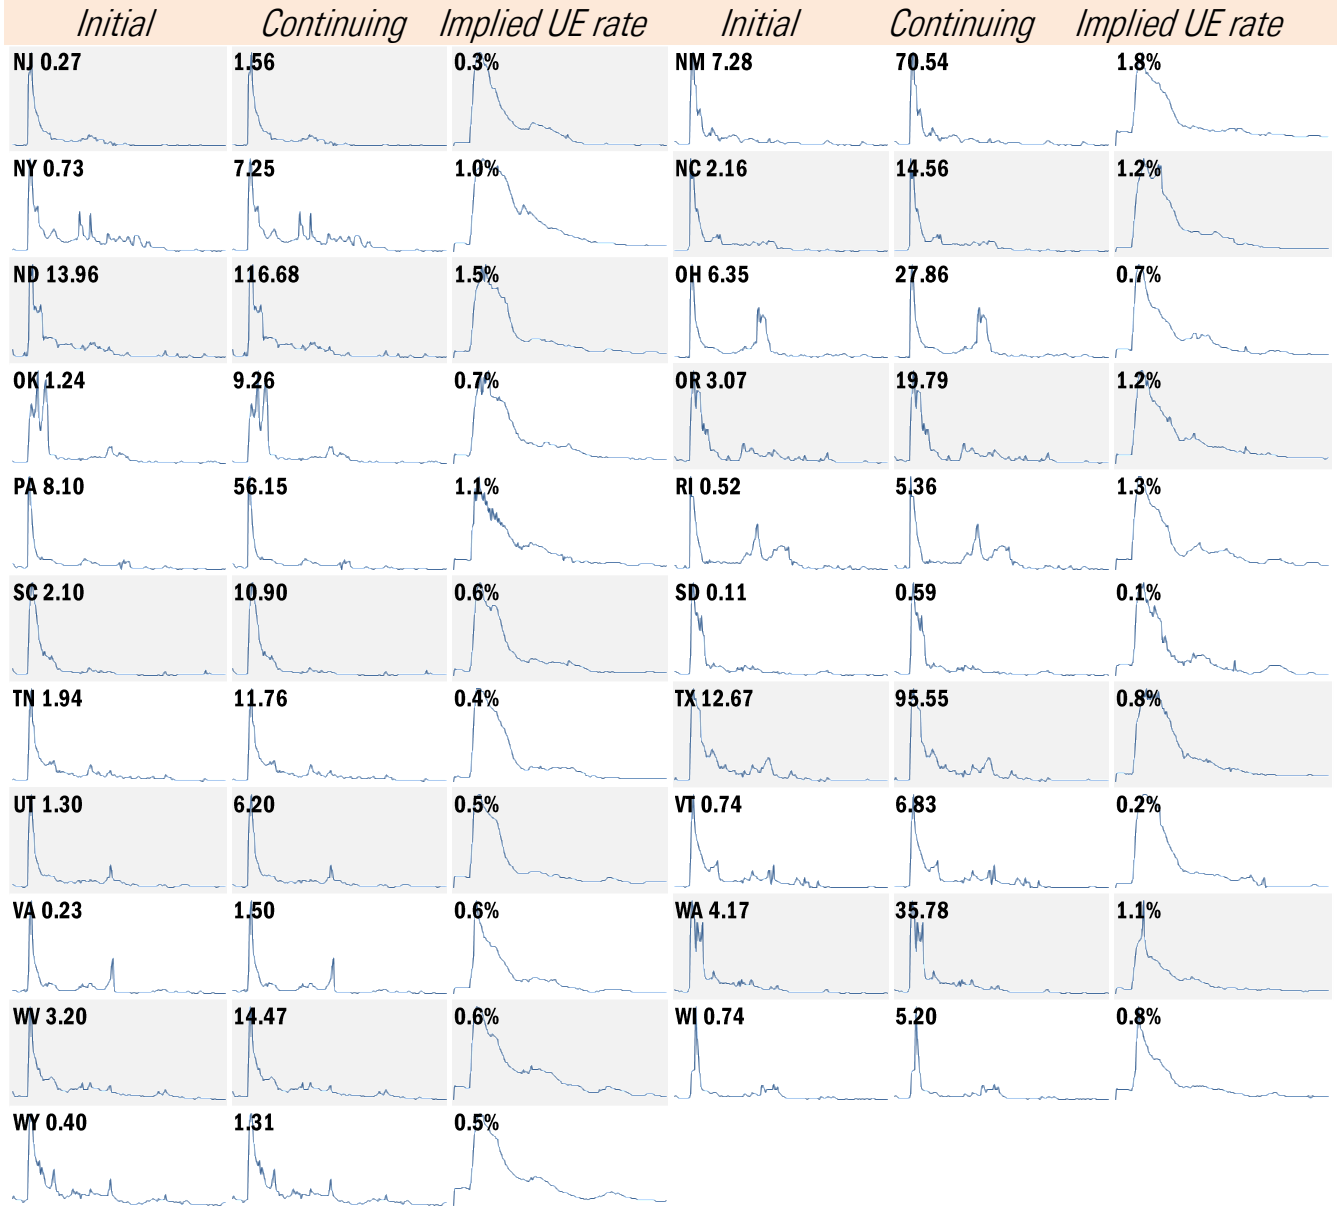 Initial Continuing Implied UE rate Initial Continuing Implied UE rate
NJ 0.27 1.56 0.3% NM 7.28 70.54 1.8%
NY 0.73 7.25 1.0% NC 2.16 14.56 1.2%
ND 13.96 116.68 1.5% OH 6.35 27.86 0.7%
OK 1.24 9.26 0.7% OR 3.07 19.79 1.2%
PA 8.10 56.15 1.1% RI 0.52 5.36 1.3%
SC 2.10 10.90 0.6% SD 0.11 0.59 0.1%
TN 1.94 11.76 0.4% TX 12.67 95.55 0.8%
UT 1.30 6.20 0.5% VT 0.74 6.83 0.2%
VA 0.23 1.50 0.6% WA 4.17 35.78 1.1%
WV 3.20 14.47 0.6% WI 0.74 5.20 0.8%
WY 0.40 1.31 0.5%